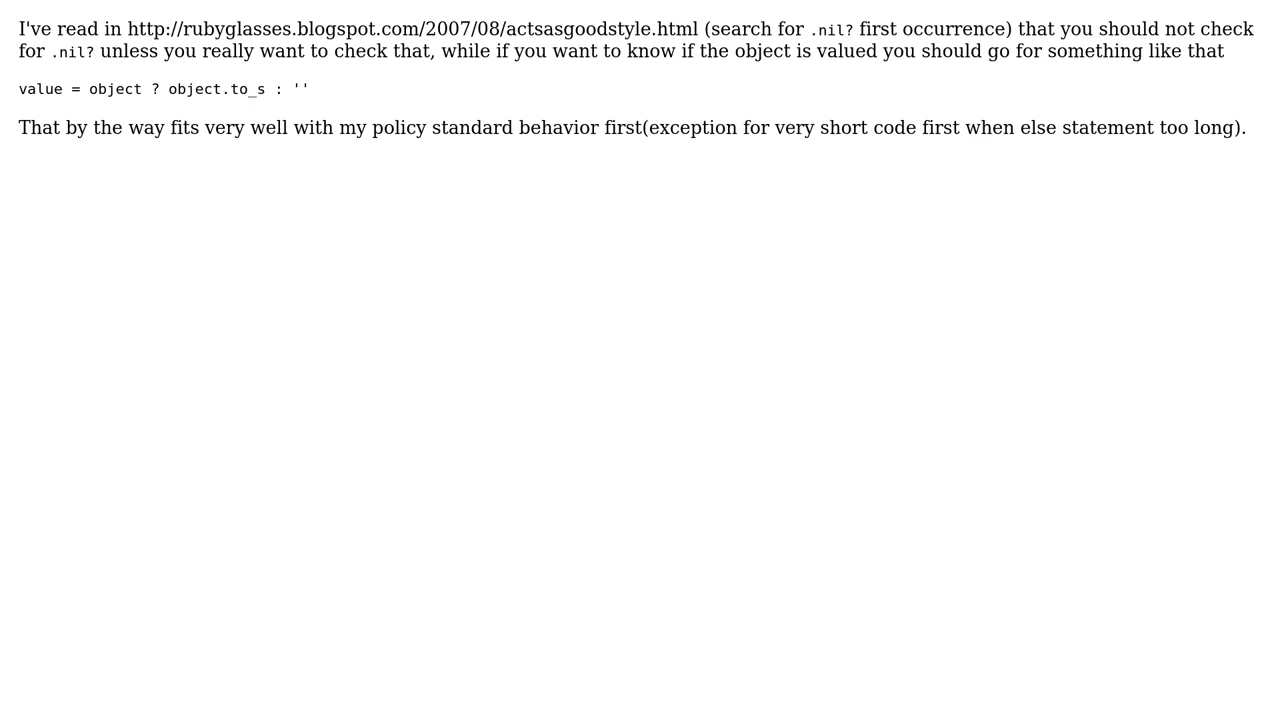 I've read in http://rubyglasses.blogspot.com/2007/08/actsasgoodstyle.html (search for .nil? first occurrence) that you should not check
for .nil? unless you really want to check that, while if you want to know if the object is valued you should go for something like that
value = object ? object.to_s : ''
That by the way fits very well with my policy standard behavior first(exception for very short code first when else statement too long).